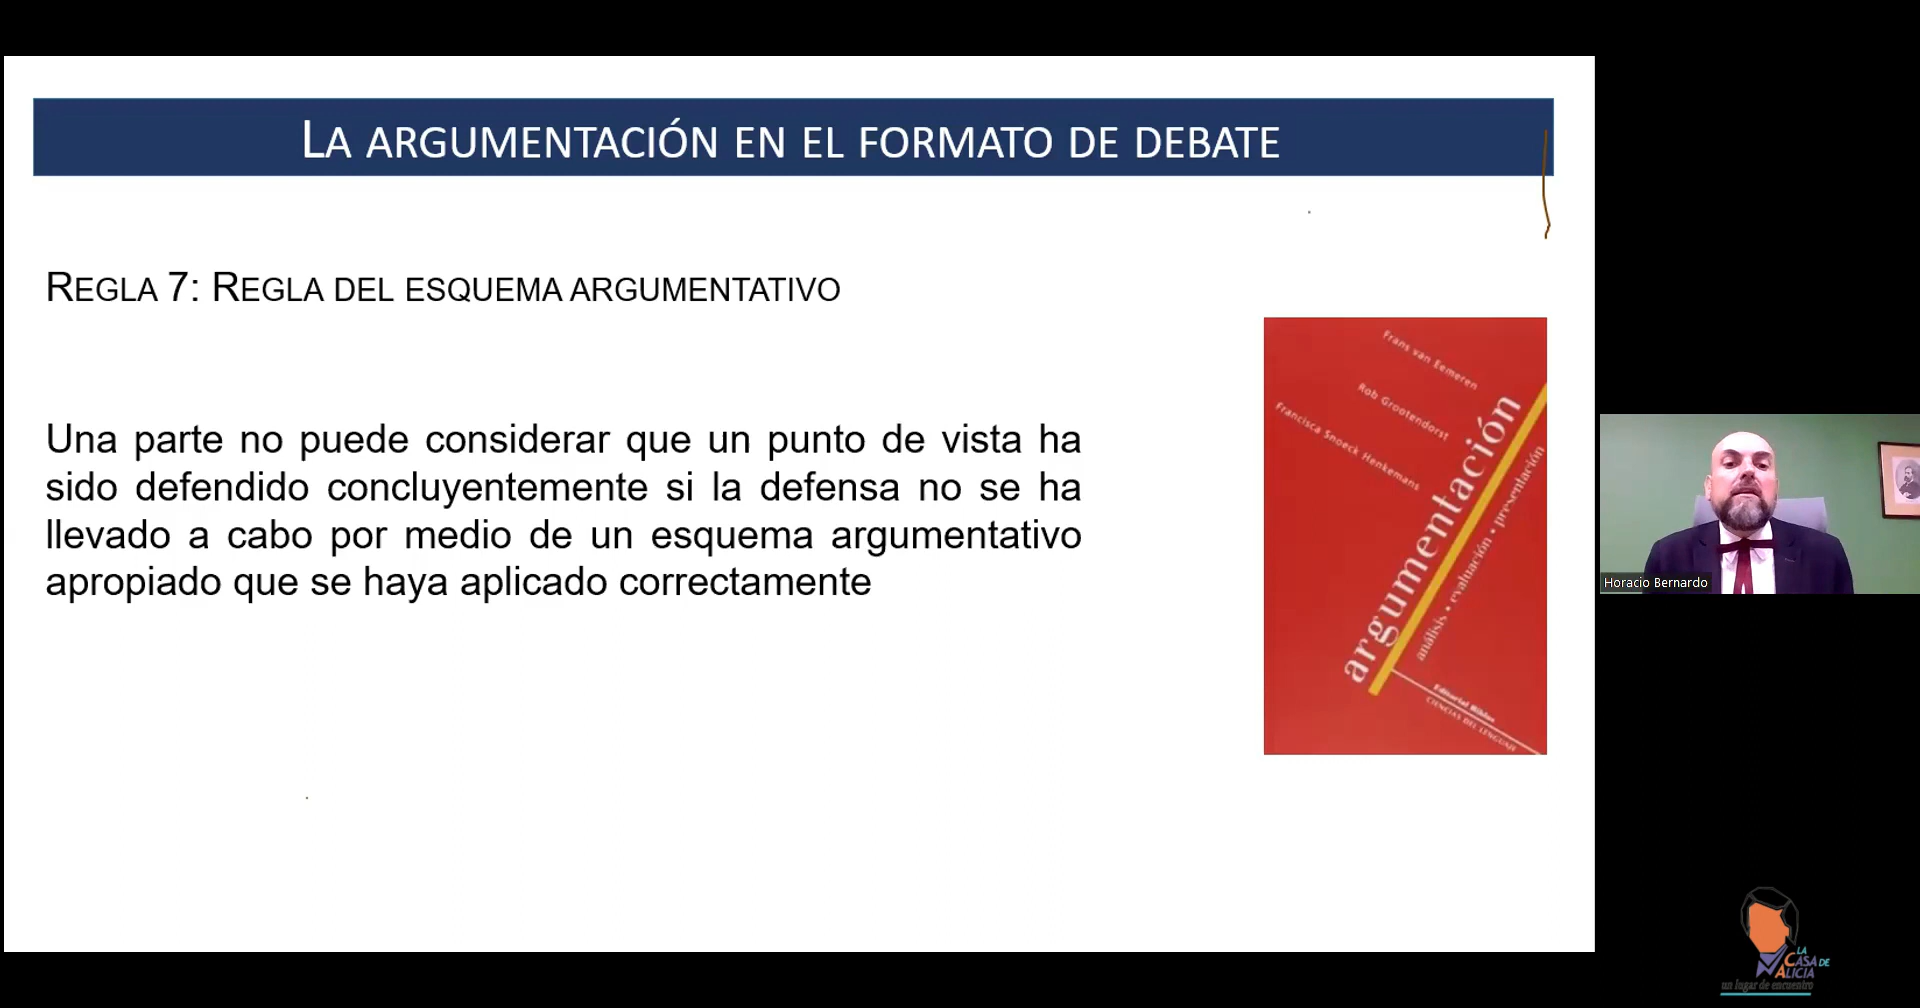 LA ARGUMENTACIÓN EN EL FORMATO DE DEBATE
REGLA 7: REGLA DEL ESQUEMA ARGUMENTATIVO
Una parte no puede considerar que un punto de vista ha
sido defendido concluyentemente si la defensa no se ha
llevado a cabo por medio de un esquema argumentativo
apropiado que se haya aplicado correctamente
Frans van Eemeren
Rob Grootendorst
Francisca Snoeck Henkemans
argumentación
análisis • evaluación • presentación
Editorial Biblos
CIENCIAS DEL LENGUAJE
Horacio Bernardo
LA
CASA DE
ALICIA
un lugar de encuentro